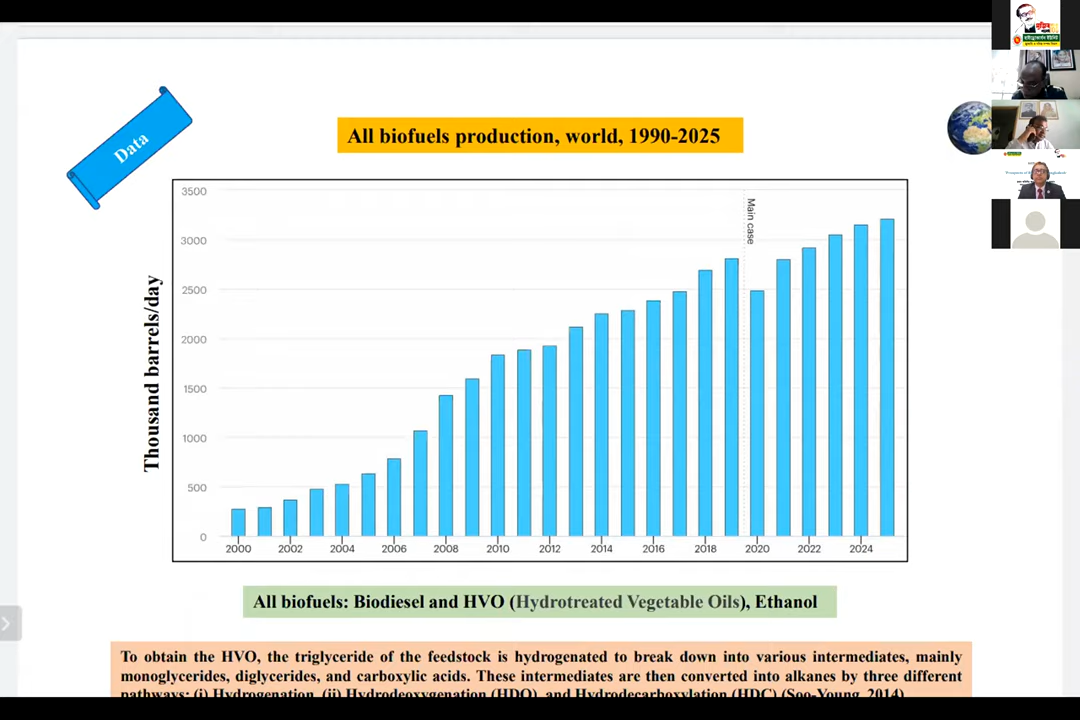 Data
All biofuels production, world, 1990-2025
Thousand barrels/day
3500
3000
2500
2000
1500
1000
500
0
Main case
2000 2002 2004 2006 2008 2010 2012 2014 2016 2018 2020 2022 2024
All biofuels: Biodiesel and HVO (Hydrotreated Vegetable Oils), Ethanol
To obtain the HVO, the triglyceride of the feedstock is hydrogenated to break down into various intermediates, mainly
monoglycerides, diglycerides, and carboxylic acids. These intermediates are then converted into alkanes by three different
pathways: (i) Hydrogenation, (ii) Hydrodeoxygenation (HDO), and Hydrodecarboxylation (HDC) (Soo-Young, 2014)